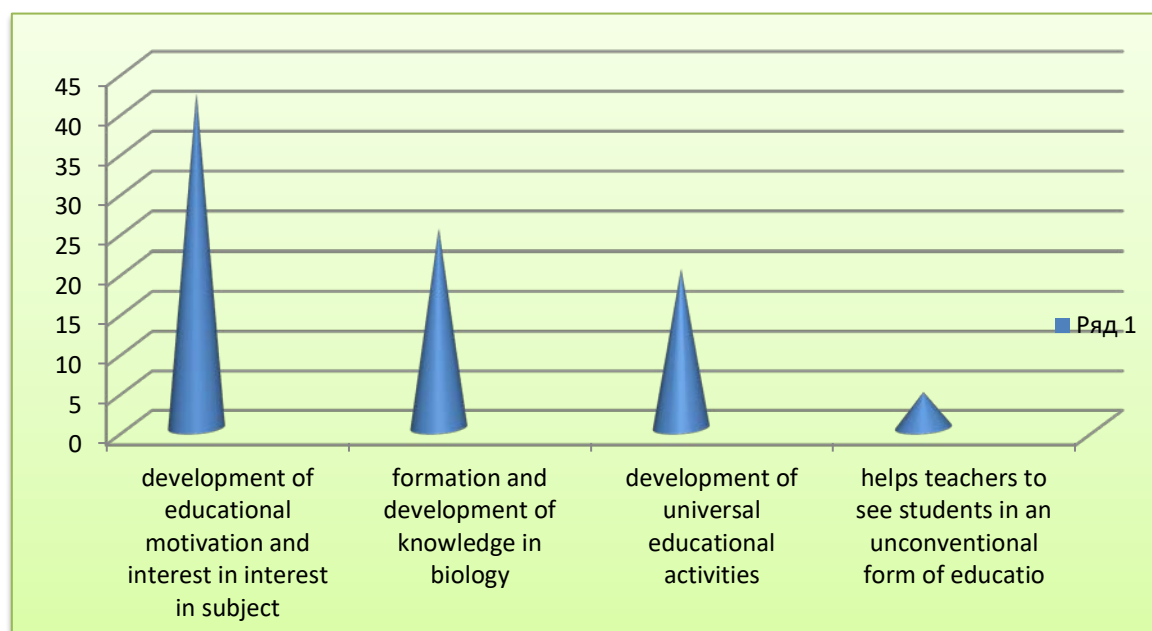 45
40
35
30
25
20
15
10
5
0
Ряд 1
development of
educational
motivation and
interest in interest
in subject
formation and
development of
knowledge in
biology
development of
universal
educational
activities
helps teachers to
see students in an
unconventional
form of educatio